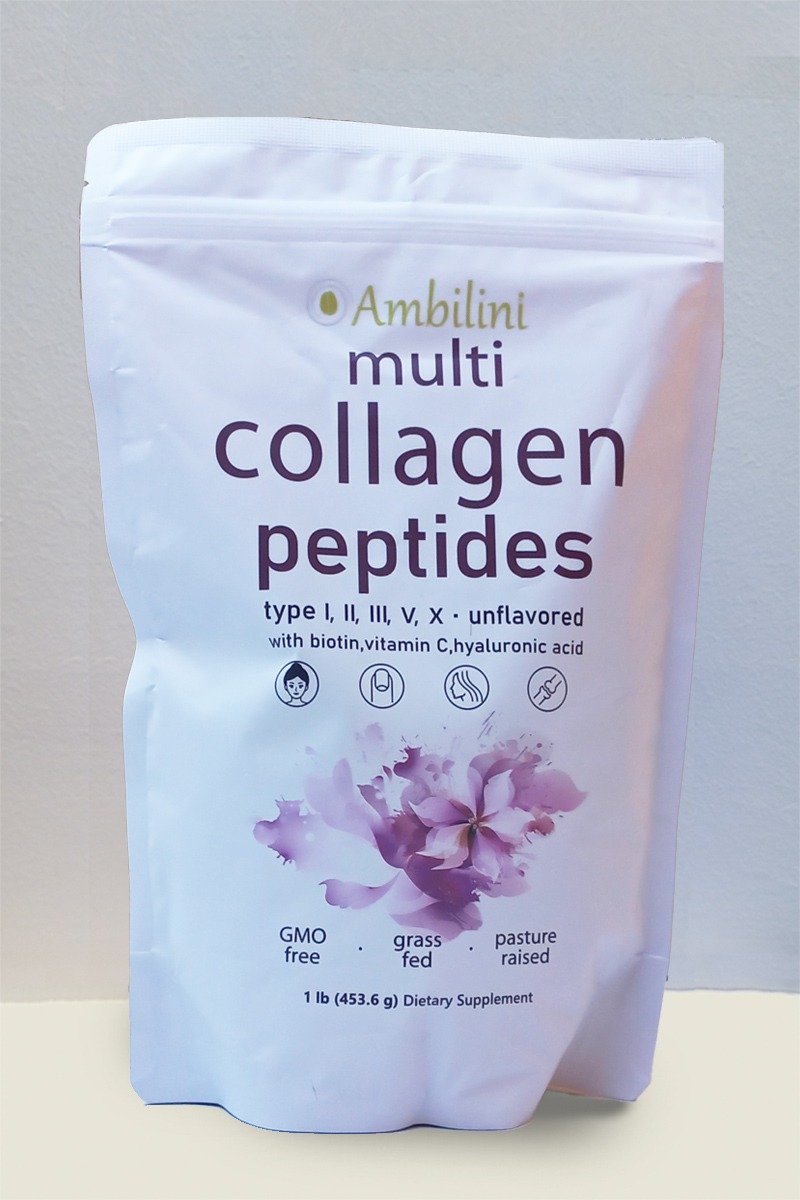 Ambilini
multi
collagen
peptides
type I, II, III, V, X · unflavored
with biotin,vitamin C,hyaluronic acid
GMO free · grass fed · pasture raised
1 lb (453.6 g) Dietary Supplement